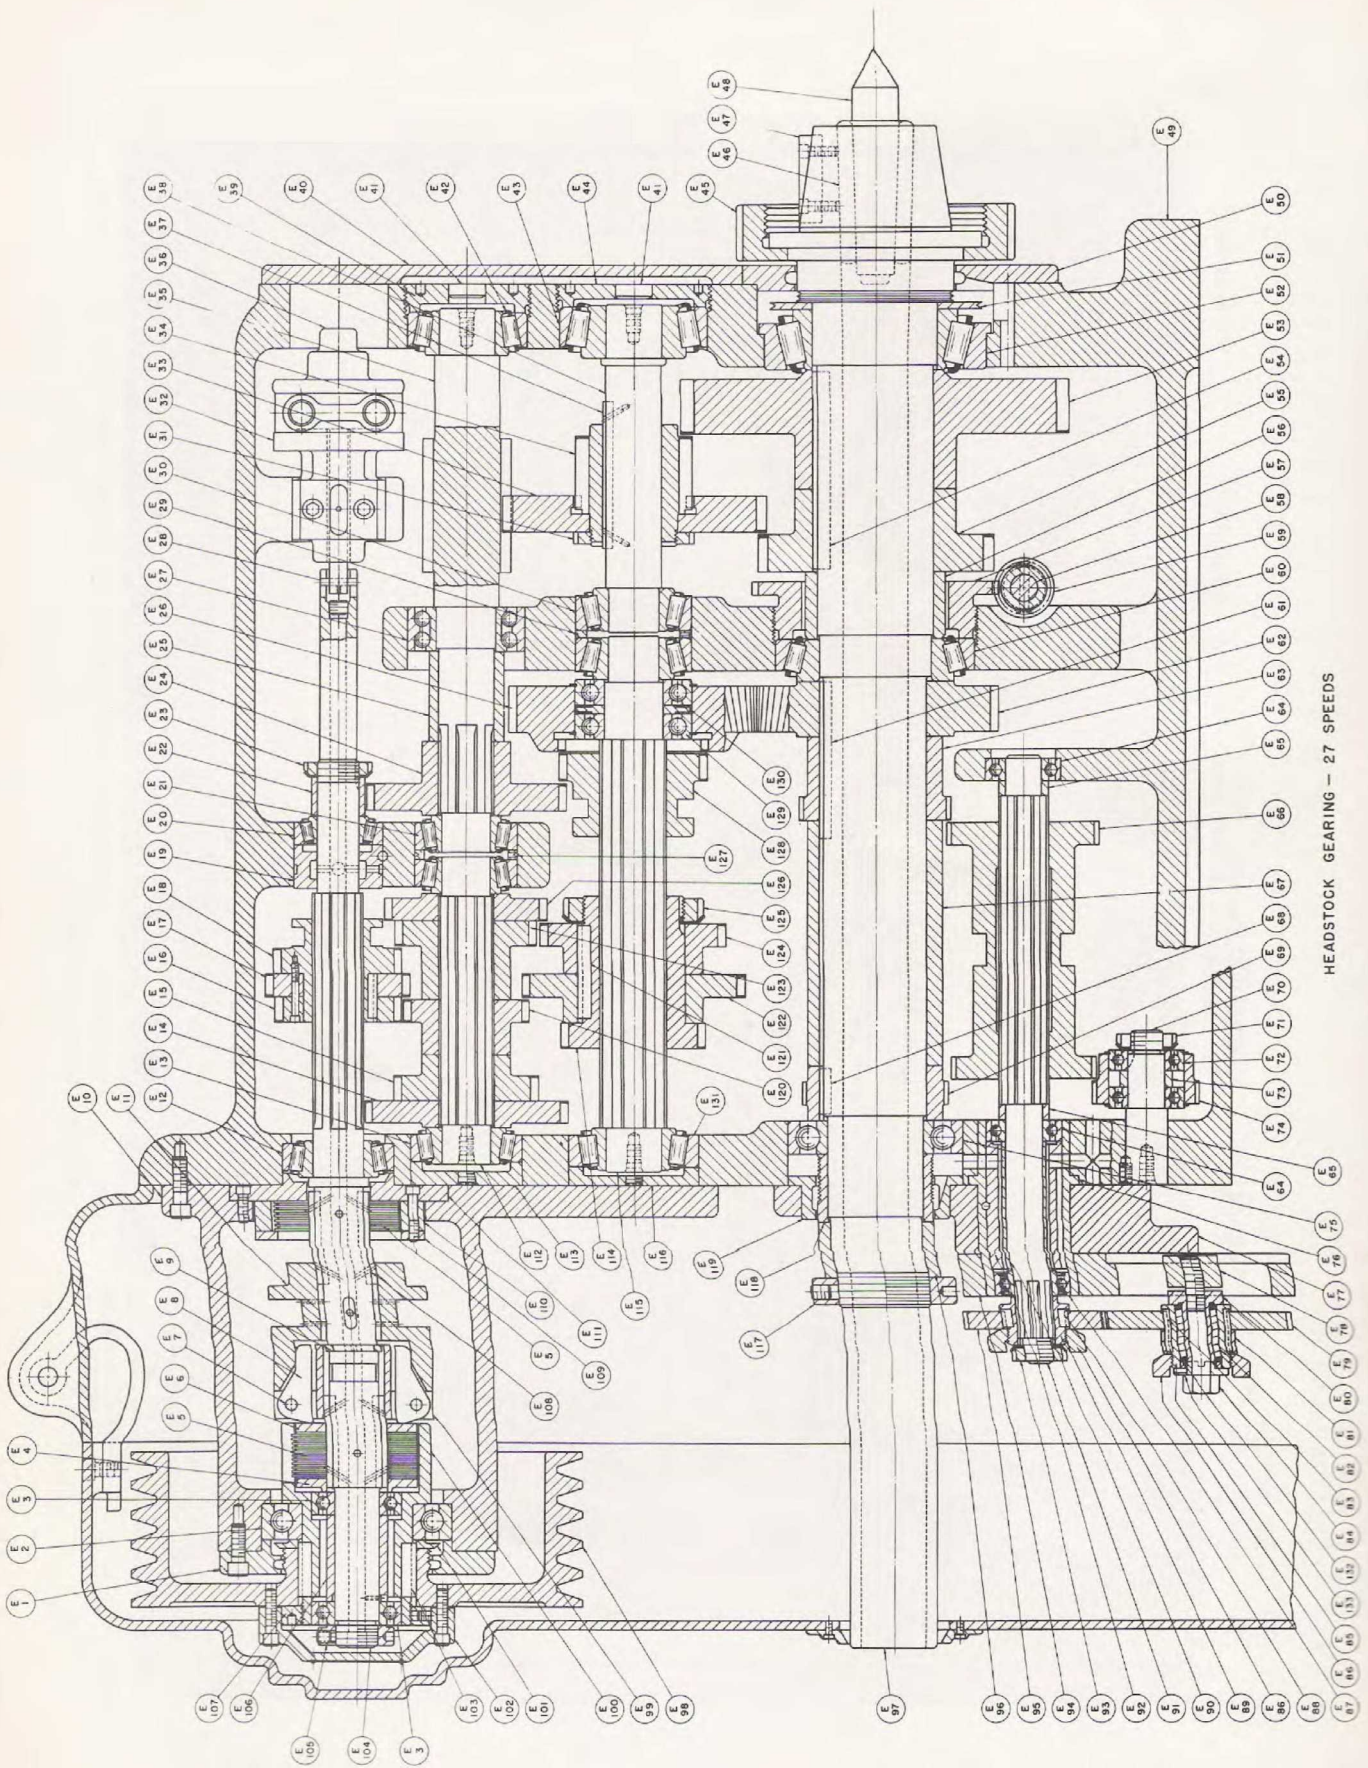 E 1
E 2
E 3
E 4
E 5
E 6
E 7
E 8
E 9
E 10
E 11
E 12
E 13
E 14
E 15
E 16
E 17
E 18
E 19
E 20
E 21
E 22
E 23
E 24
E 25
E 26
E 27
E 28
E 29
E 30
E 31
E 32
E 33
E 34
E 35
E 36
E 37
E 38
E 39
E 40
E 41
E 42
E 43
E 44
E 41
E 45
E 46
E 47
E 48
E 49
E 50
E 51
E 52
E 53
E 54
E 55
E 56
E 57
E 58
E 59
E 60
E 61
E 62
E 63
E 64
E 65
E 66
E 67
E 68
E 69
E 70
E 71
E 72
E 73
E 74
E 65
E 64
E 75
E 76
E 77
E 78
E 79
E 80
E 81
E 82
E 83
E 84
E 132
E 133
E 85
E 86
E 87
E 88
E 86
E 89
E 90
E 91
E 92
E 93
E 94
E 95
E 96
E 97
E 98
E 99
E 100
E 101
E 102
E 103
E 3
E 104
E 105
E 106
E 107
E 108
E 109
E 5
E 110
E 111
E 112
E 113
E 114
E 115
E 116
E 117
E 118
E 119
E 120
E 121
E 122
E 123
E 124
E 125
E 126
E 127
E 128
E 129
E 130
E 131
HEADSTOCK GEARING – 27 SPEEDS